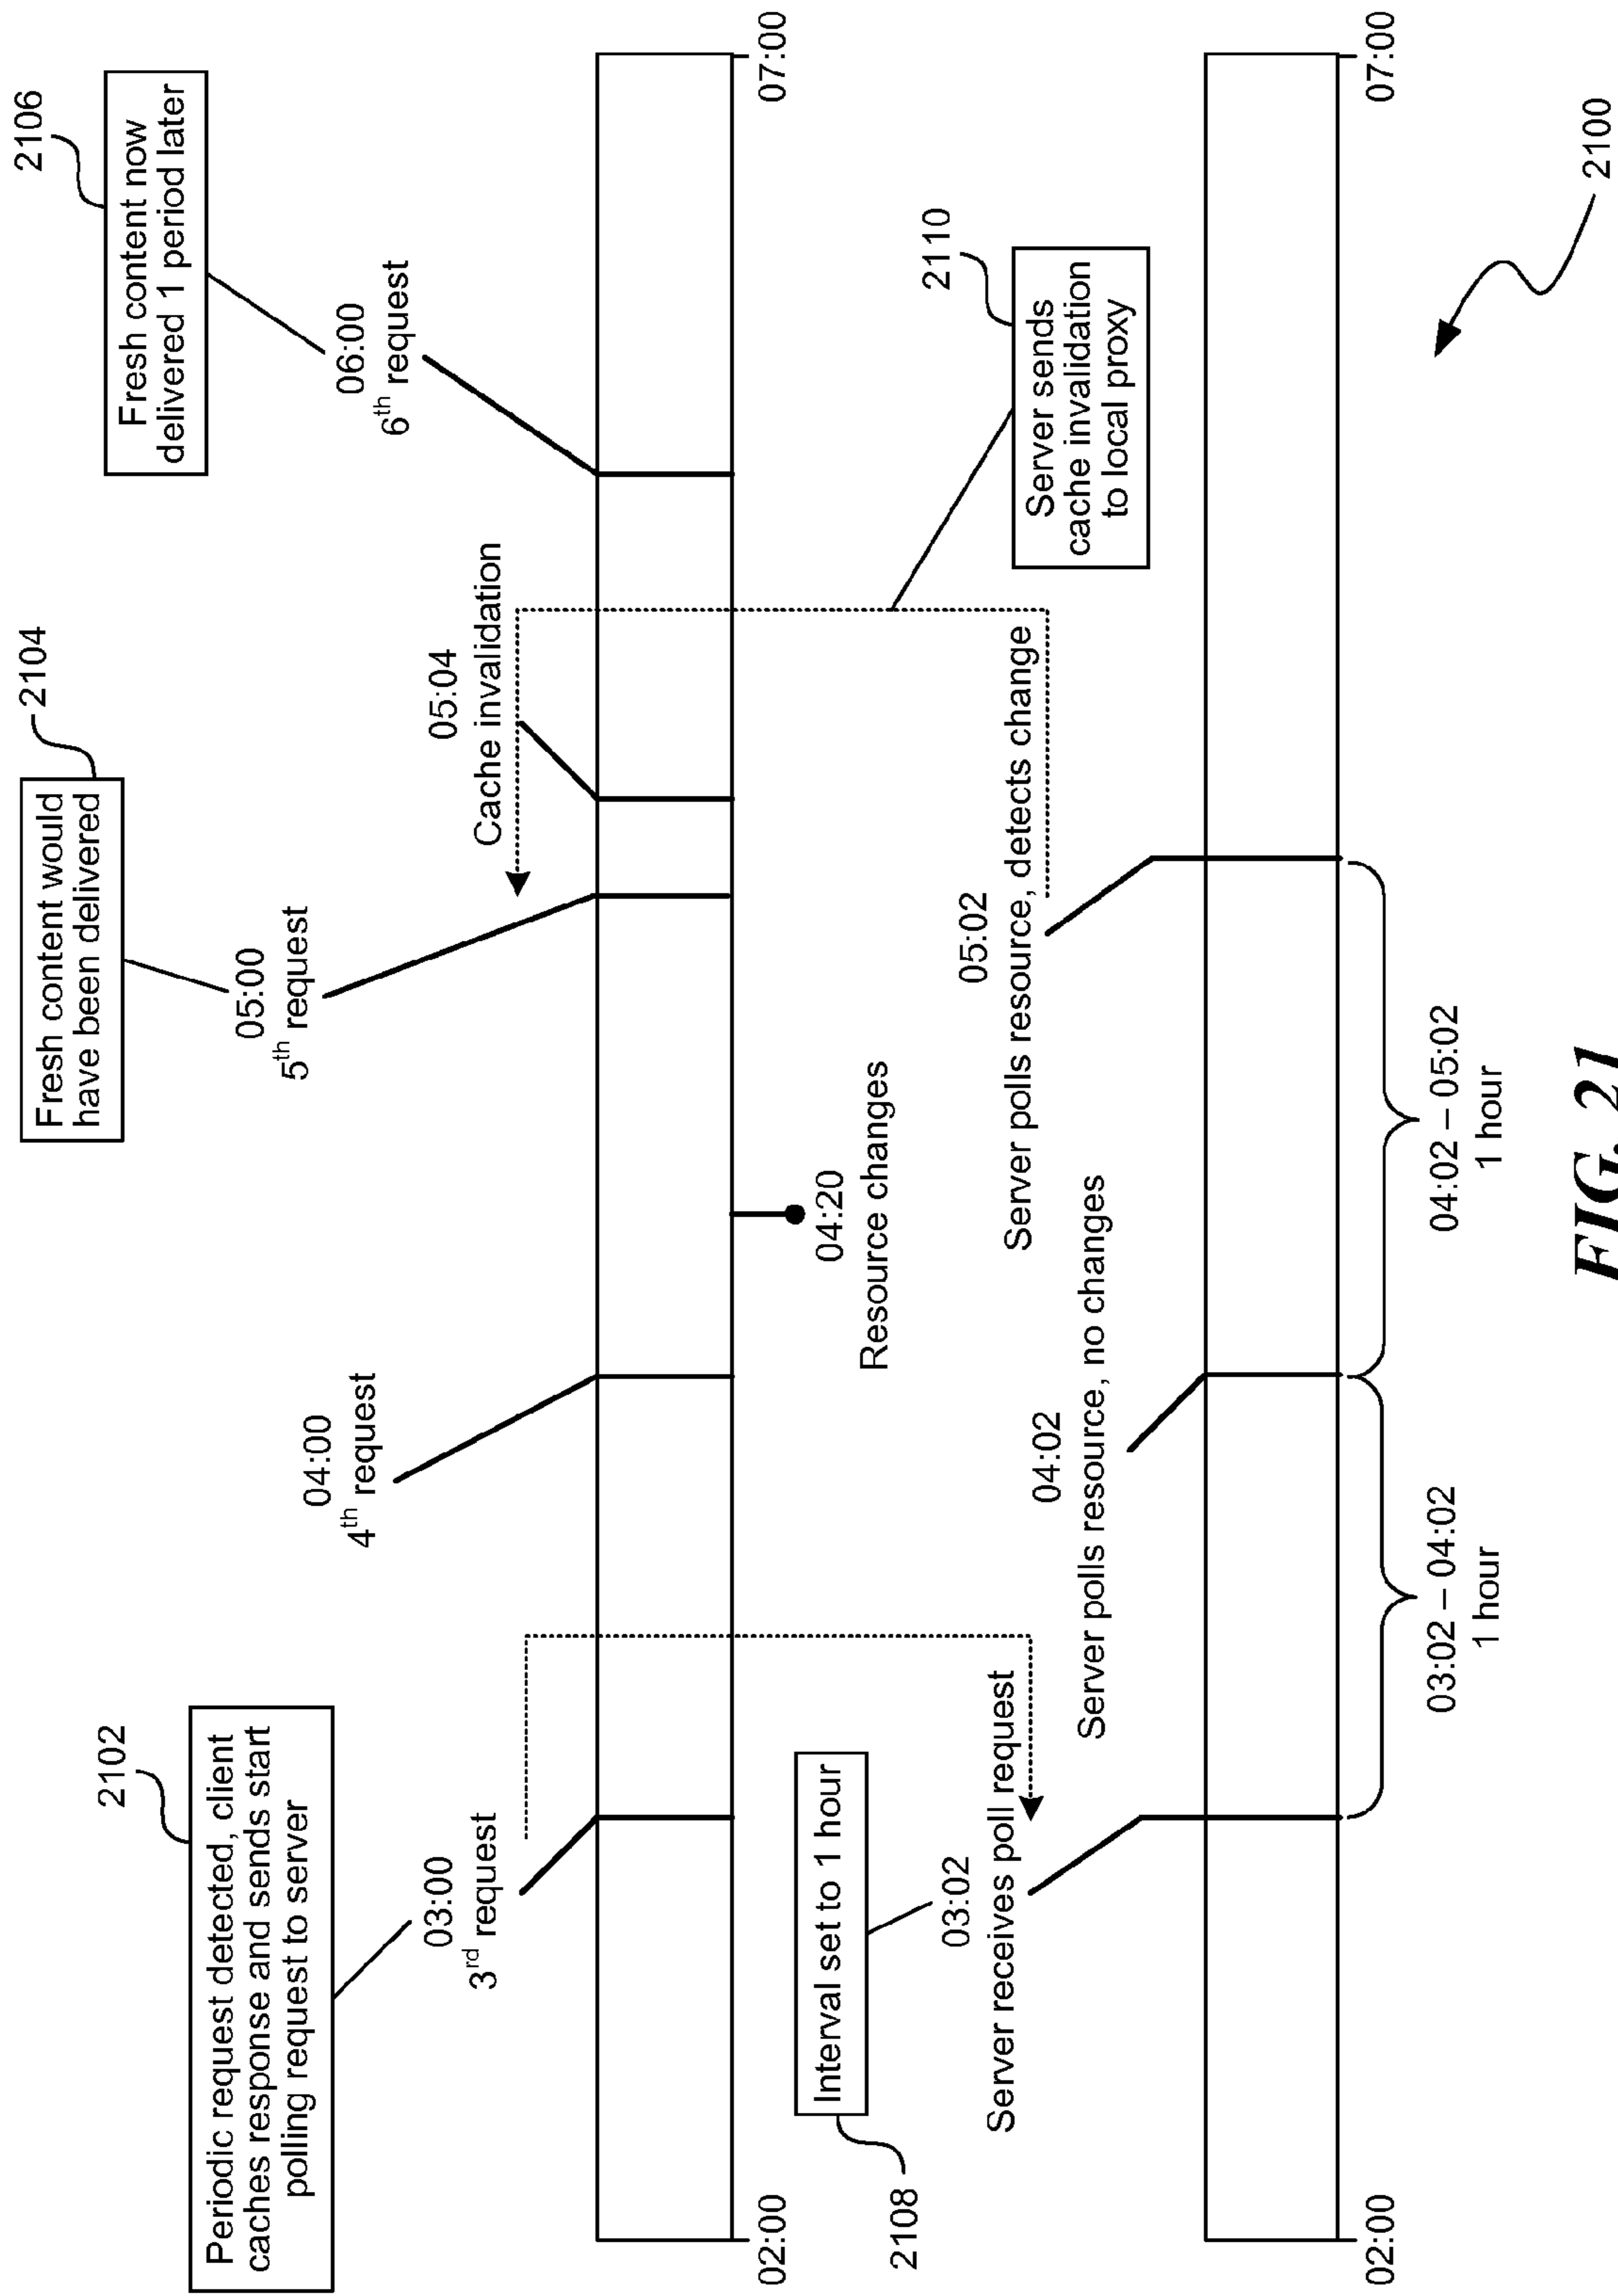 2102
Periodic request detected, client
caches response and sends start
polling request to server
03:00
3rd request
04:00
4th request
2104
Fresh content would
have been delivered
05:00
5th request
05:04
Cache invalidation
2106
Fresh content now
delivered 1 period later
06:00
6th request
02:00
07:00
04:20
Resource changes
2108
Interval set to 1 hour
03:02
Server receives poll request
04:02
Server polls resource, no changes
05:02
Server polls resource, detects change
2110
Server sends
cache invalidation
to local proxy
02:00
07:00
03:02 – 04:02
1 hour
04:02 – 05:02
1 hour
2100
FIG. 21